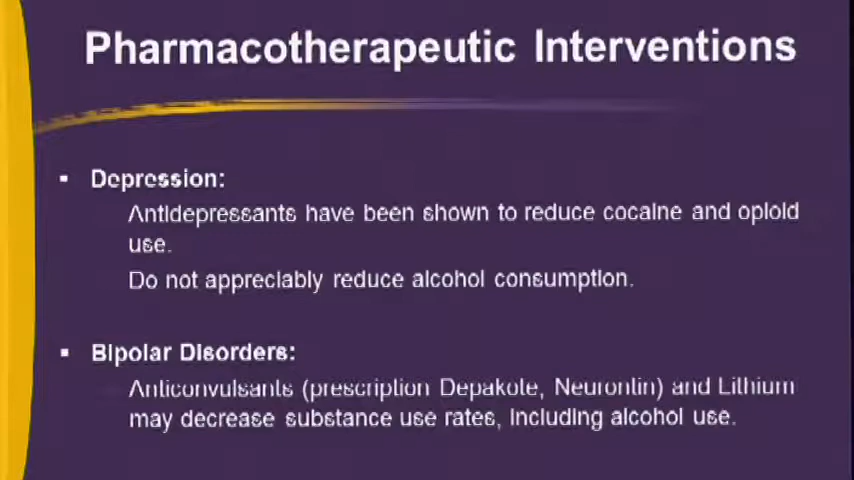 Pharmacotherapeutic Interventions
▪ Depression:
Antidepressants have been shown to reduce cocaine and opioid
use.
Do not appreciably reduce alcohol consumption.
▪ Bipolar Disorders:
Anticonvulsants (prescription Depakote, Neurontin) and Lithium
may decrease substance use rates, including alcohol use.